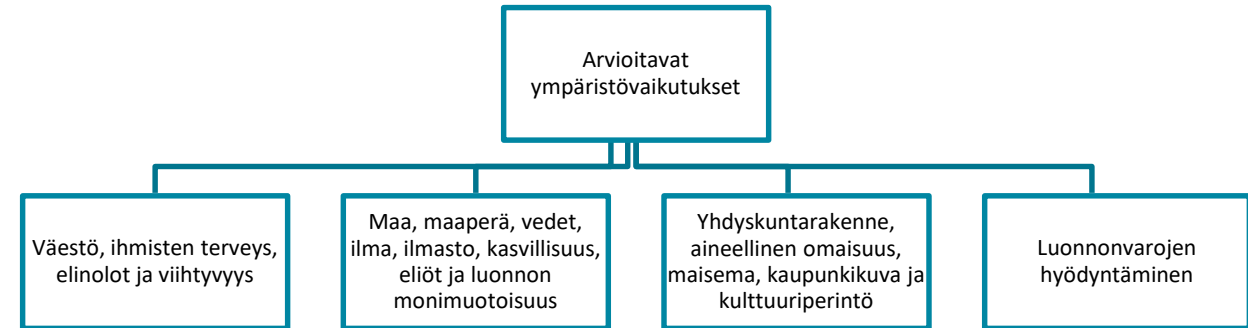 Arvioitavat
ympäristövaikutukset
Väestö, ihmisten terveys,
elinolot ja viihtyvyys
Maa, maaperä, vedet,
ilma, ilmasto, kasvillisuus,
eliöt ja luonnon
monimuotoisuus
Yhdyskuntarakenne,
aineellinen omaisuus,
maisema, kaupunkikuva ja
kulttuuriperintö
Luonnonvarojen
hyödyntäminen